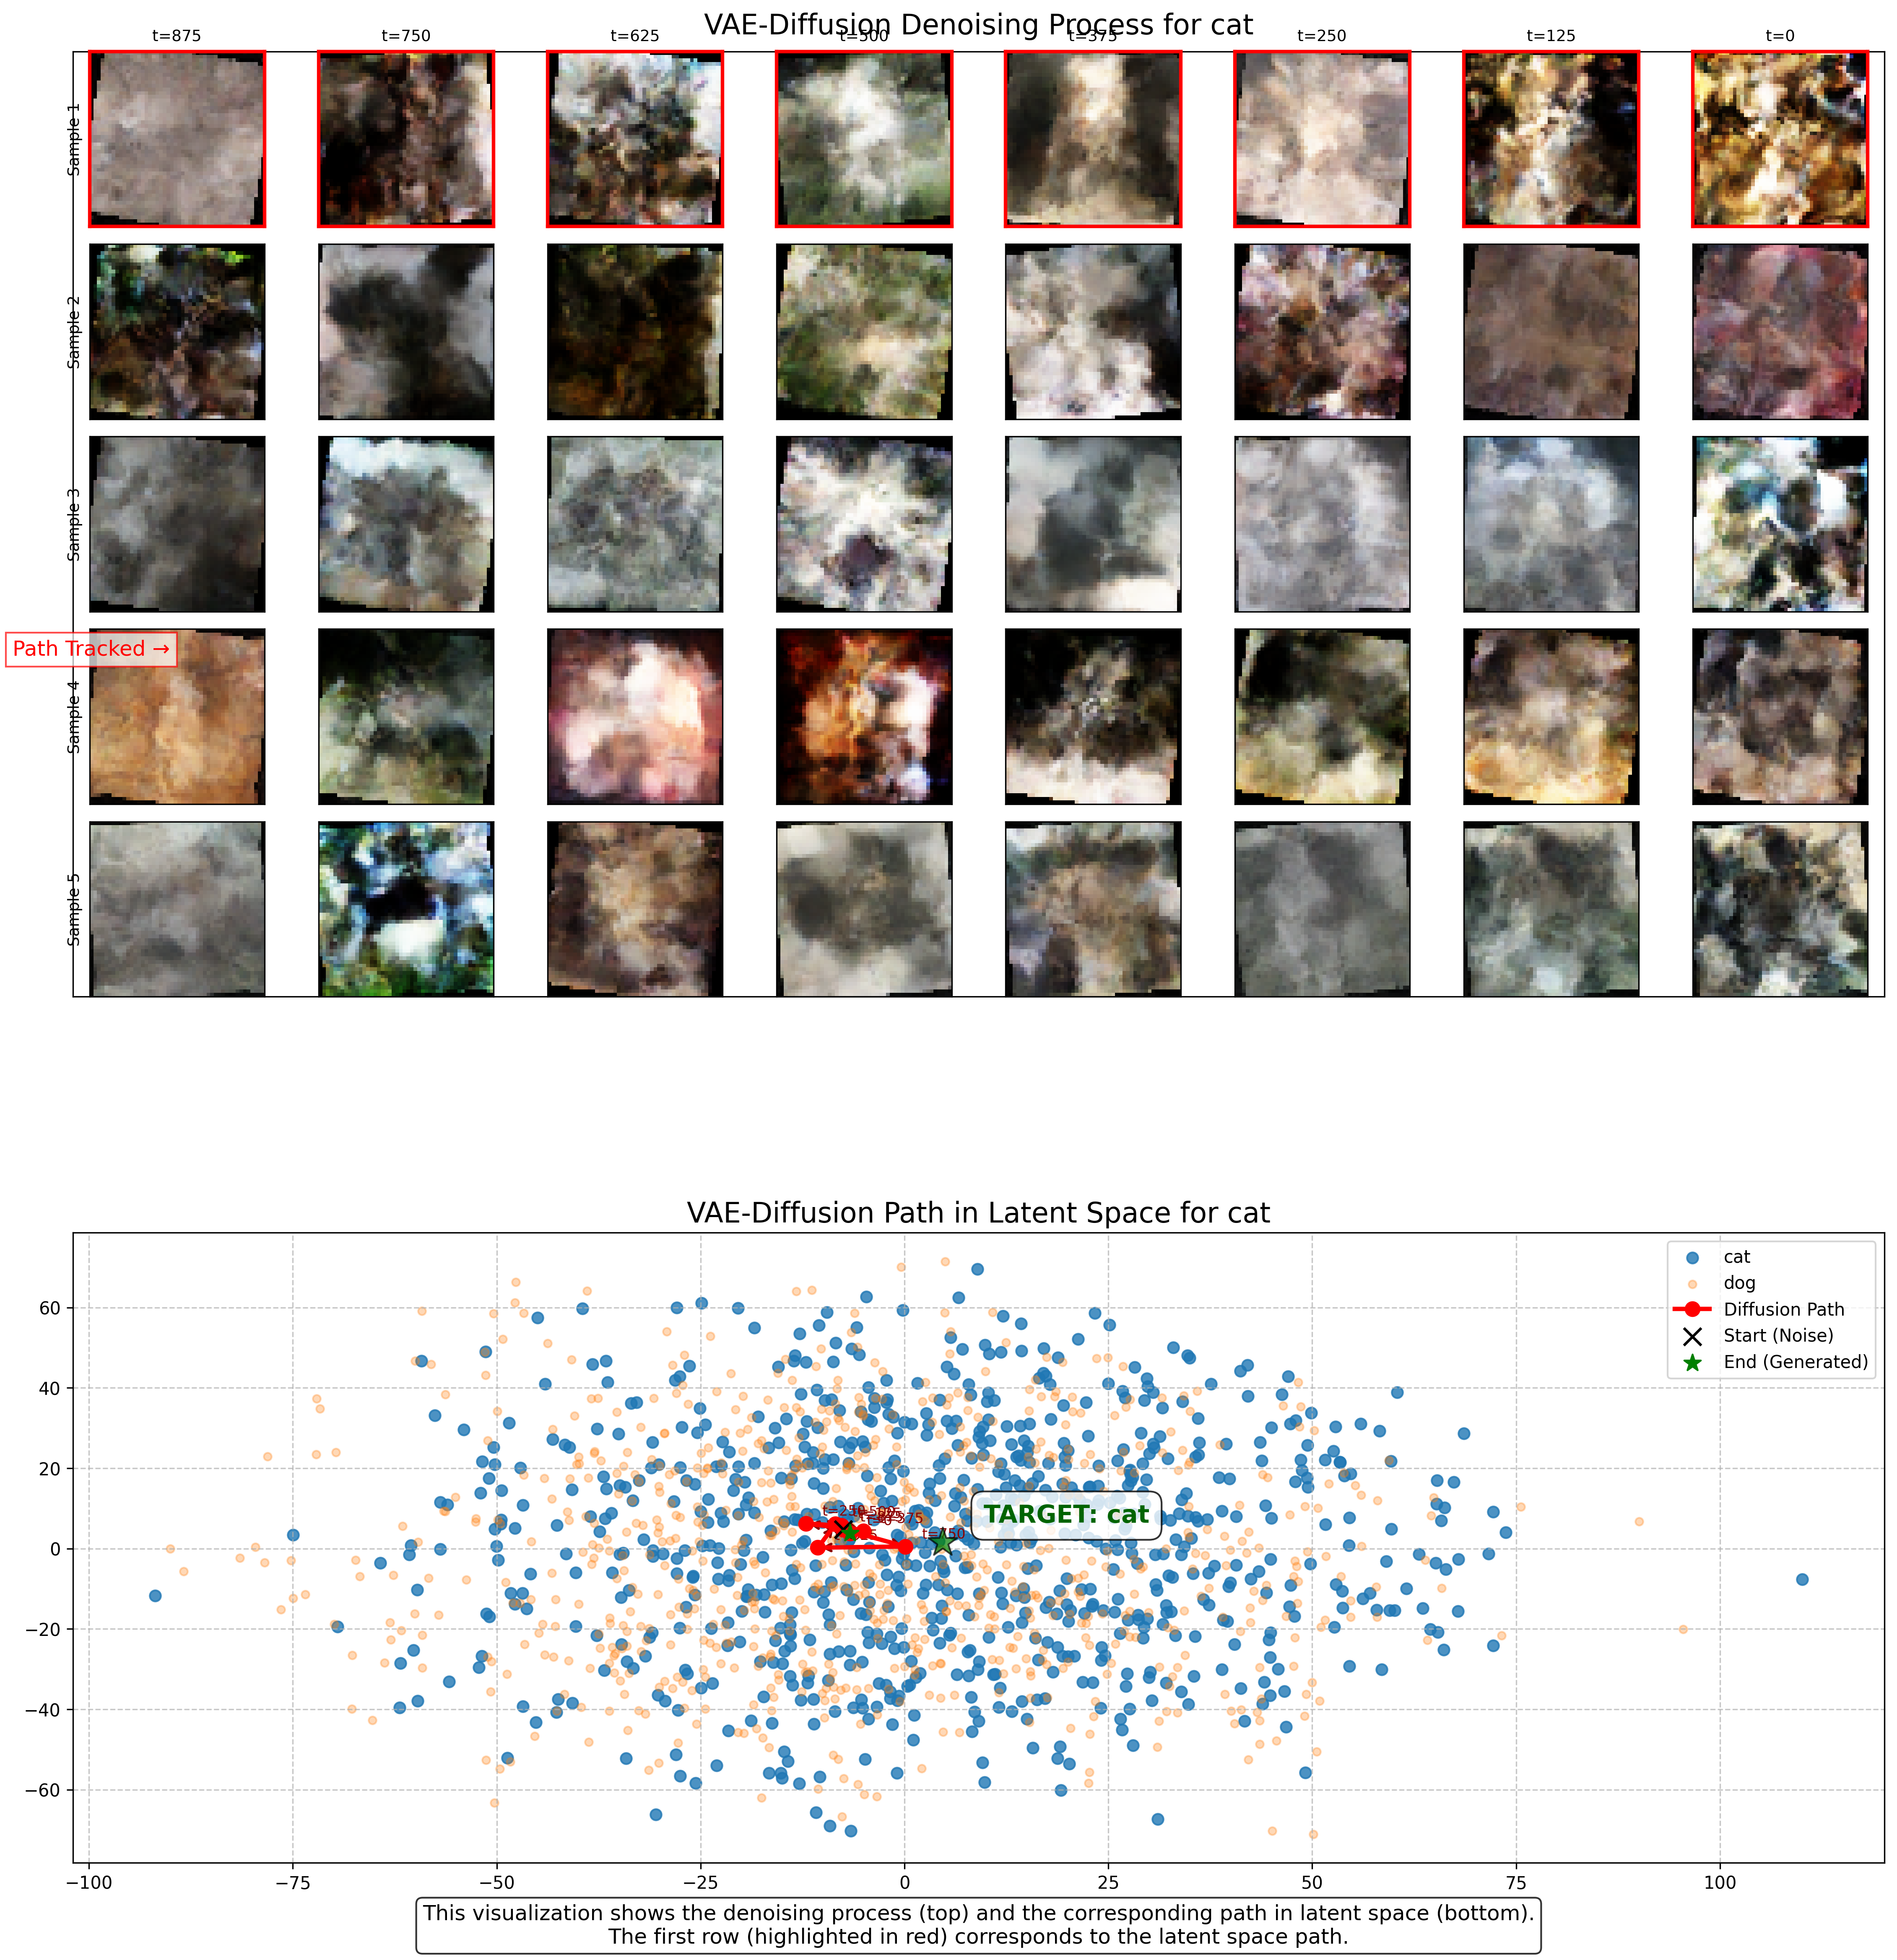 VAE-Diffusion Denoising Process for cat
t=875
t=750
t=625
t=500
t=375
t=250
t=125
t=0
Sample 1
Sample 2
Sample 3
Path Tracked →
Sample 4
Sample 5
VAE-Diffusion Path in Latent Space for cat
cat
dog
Diffusion Path
Start (Noise)
End (Generated)
60
40
20
0
−20
−40
−60
t=250
t=750
TARGET: cat
−100
−75
−50
−25
0
25
50
75
100
This visualization shows the denoising process (top) and the corresponding path in latent space (bottom).
The first row (highlighted in red) corresponds to the latent space path.